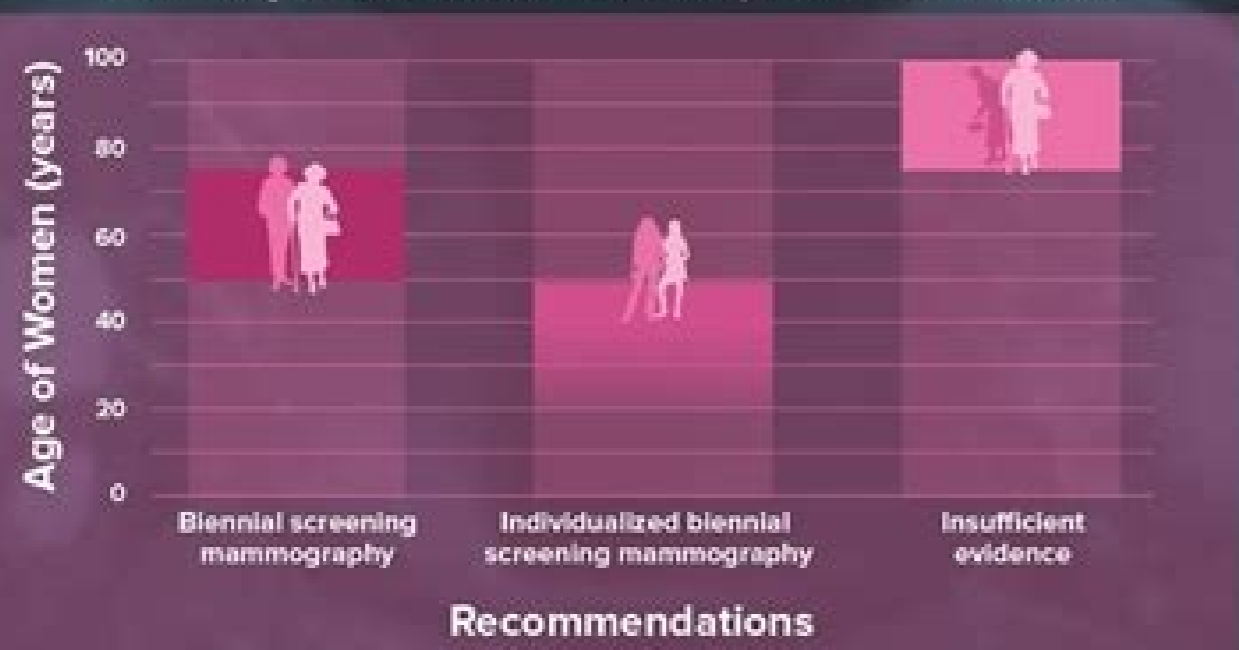 Age of Women (years)
100
80
60
40
20
0
Biennial screening
mammography
Individualized biennial
screening mammography
Insufficient
evidence
Recommendations